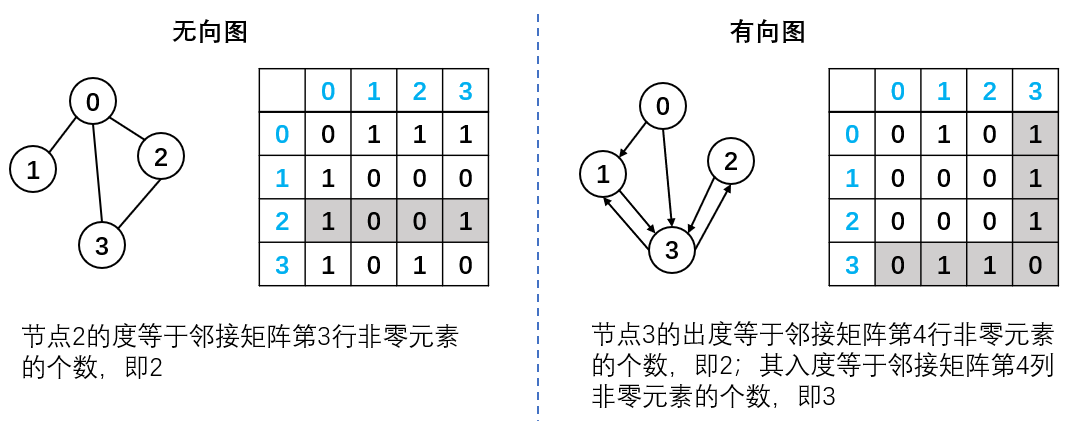 无向图
0
1
2
3
0 1 2 3
0 0 1 1 1
1 1 0 0 0
2 1 0 0 1
3 1 0 1 0
节点2的度等于邻接矩阵第3行非零元素
的个数，即2
有向图
0
1
2
3
0 1 2 3
0 0 1 0 1
1 0 0 0 1
2 0 0 0 1
3 0 1 1 0
节点3的出度等于邻接矩阵第4行非零元素
的个数，即2；其入度等于邻接矩阵第4列
非零元素的个数，即3